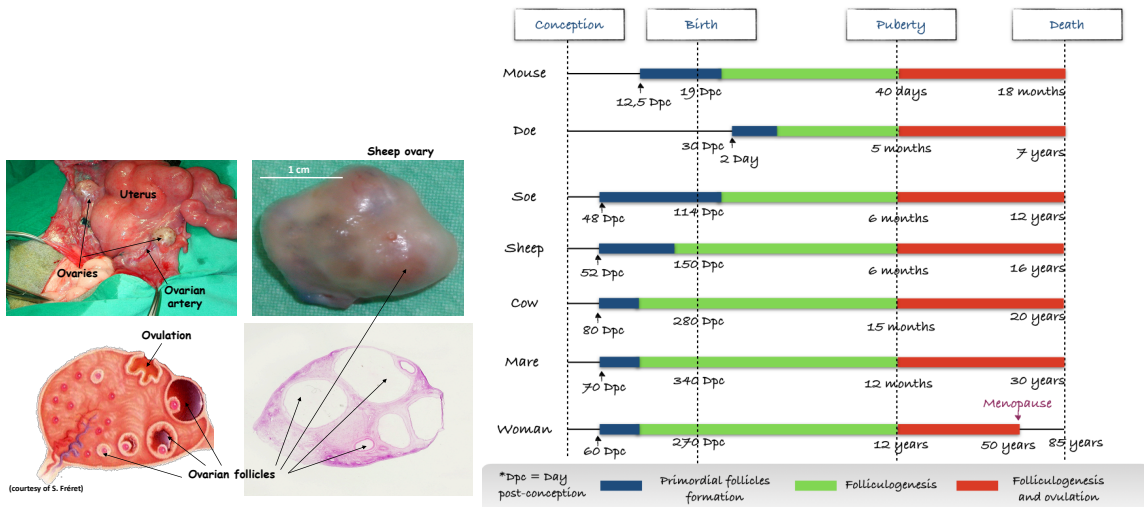 Sheep ovary
1 cm
Uterus
Ovaries
Ovarian
artery
Ovulation
Ovarian follicles
(courtesy of S. Fréret)
Conception
Birth
Puberty
Death
Mouse
12,5 Dpc
19 Dpc
40 days
18 months
Doe
30 Dpc
2 Day
5 months
7 years
Soe
48 Dpc
114 Dpc
6 months
12 years
Sheep
52 Dpc
150 Dpc
6 months
16 years
Cow
80 Dpc
280 Dpc
15 months
20 years
Mare
70 Dpc
340 Dpc
12 months
30 years
Menopause
Woman
60 Dpc
270 Dpc
12 years
50 years
85 years
*Dpc = Day
post-conception
Primordial follicles
formation
Folliculogenesis
Folliculogenesis
and ovulation